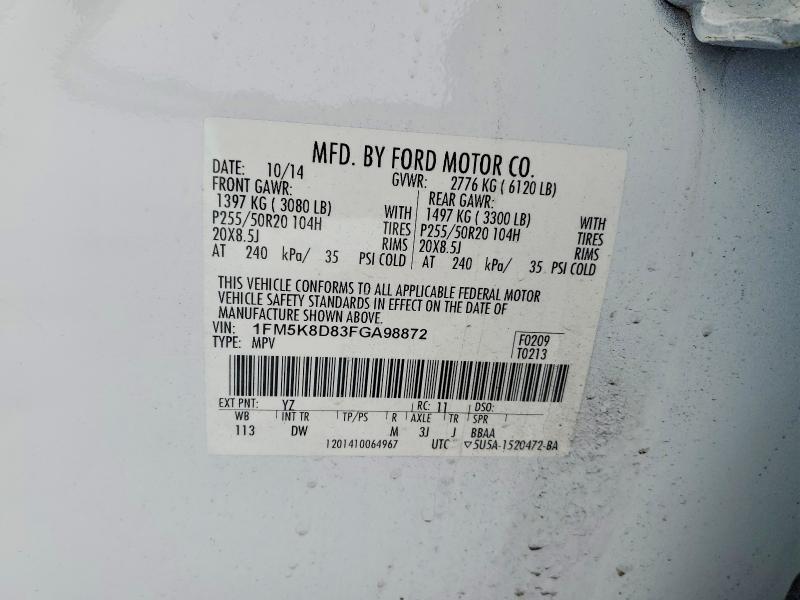 MFD. BY FORD MOTOR CO.
DATE: 10/14 GVWR: 2776 KG ( 6120 LB)
FRONT GAWR: REAR GAWR:
1397 KG ( 3080 LB) WITH 1497 KG ( 3300 LB) WITH
P255/50R20 104H TIRES P255/50R20 104H TIRES
20X8.5J RIMS 20X8.5J RIMS
AT 240 kPa/ 35 PSI COLD AT 240 kPa/ 35 PSI COLD
THIS VEHICLE CONFORMS TO ALL APPLICABLE FEDERAL MOTOR
VEHICLE SAFETY STANDARDS IN EFFECT ON THE DATE OF
MANUFACTURE SHOWN ABOVE.
VIN: 1FM5K8D83FGA98872 F0209
TYPE: MPV T0213
EXT PNT: YZ RC: 11 DSO:
WB INT TR TP/PS R AXLE TR SPR
113 DW M 3J J BBAA
1201410064967 UTC ▽5U5A-1520472-BA